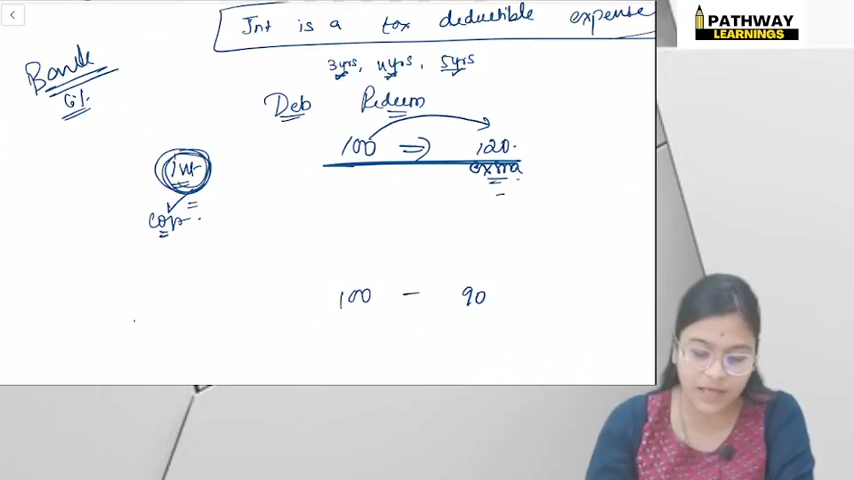 Int is a tax deductible expense
PATHWAY
LEARNINGS
Bank
6%
3yrs, 4yrs, 5yrs
Deb Redeem
100 ⇒ 120.
extra
Int
cop.
100 - 90